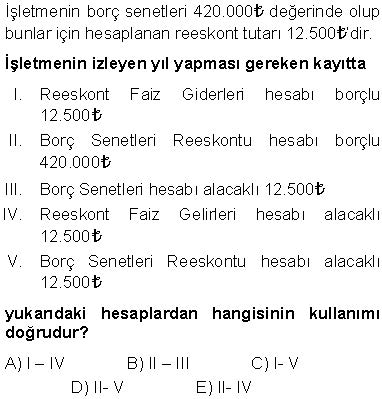 İşletmenin borç senetleri 420.000₺ değerinde olup
bunlar için hesaplanan reeskont tutarı 12.500₺'dir.
İşletmenin izleyen yıl yapması gereken kayıtta
I. Reeskont Faiz Giderleri hesabı borçlu
12.500₺
II. Borç Senetleri Reeskontu hesabı borçlu
420.000₺
III. Borç Senetleri hesabı alacaklı 12.500₺
IV. Reeskont Faiz Gelirleri hesabı alacaklı
12.500₺
V. Borç Senetleri Reeskontu hesabı alacaklı
12.500₺
yukarıdaki hesaplardan hangisinin kullanımı
doğrudur?
A) I – IV B) II – III C) I- V
D) II- V E) II- IV